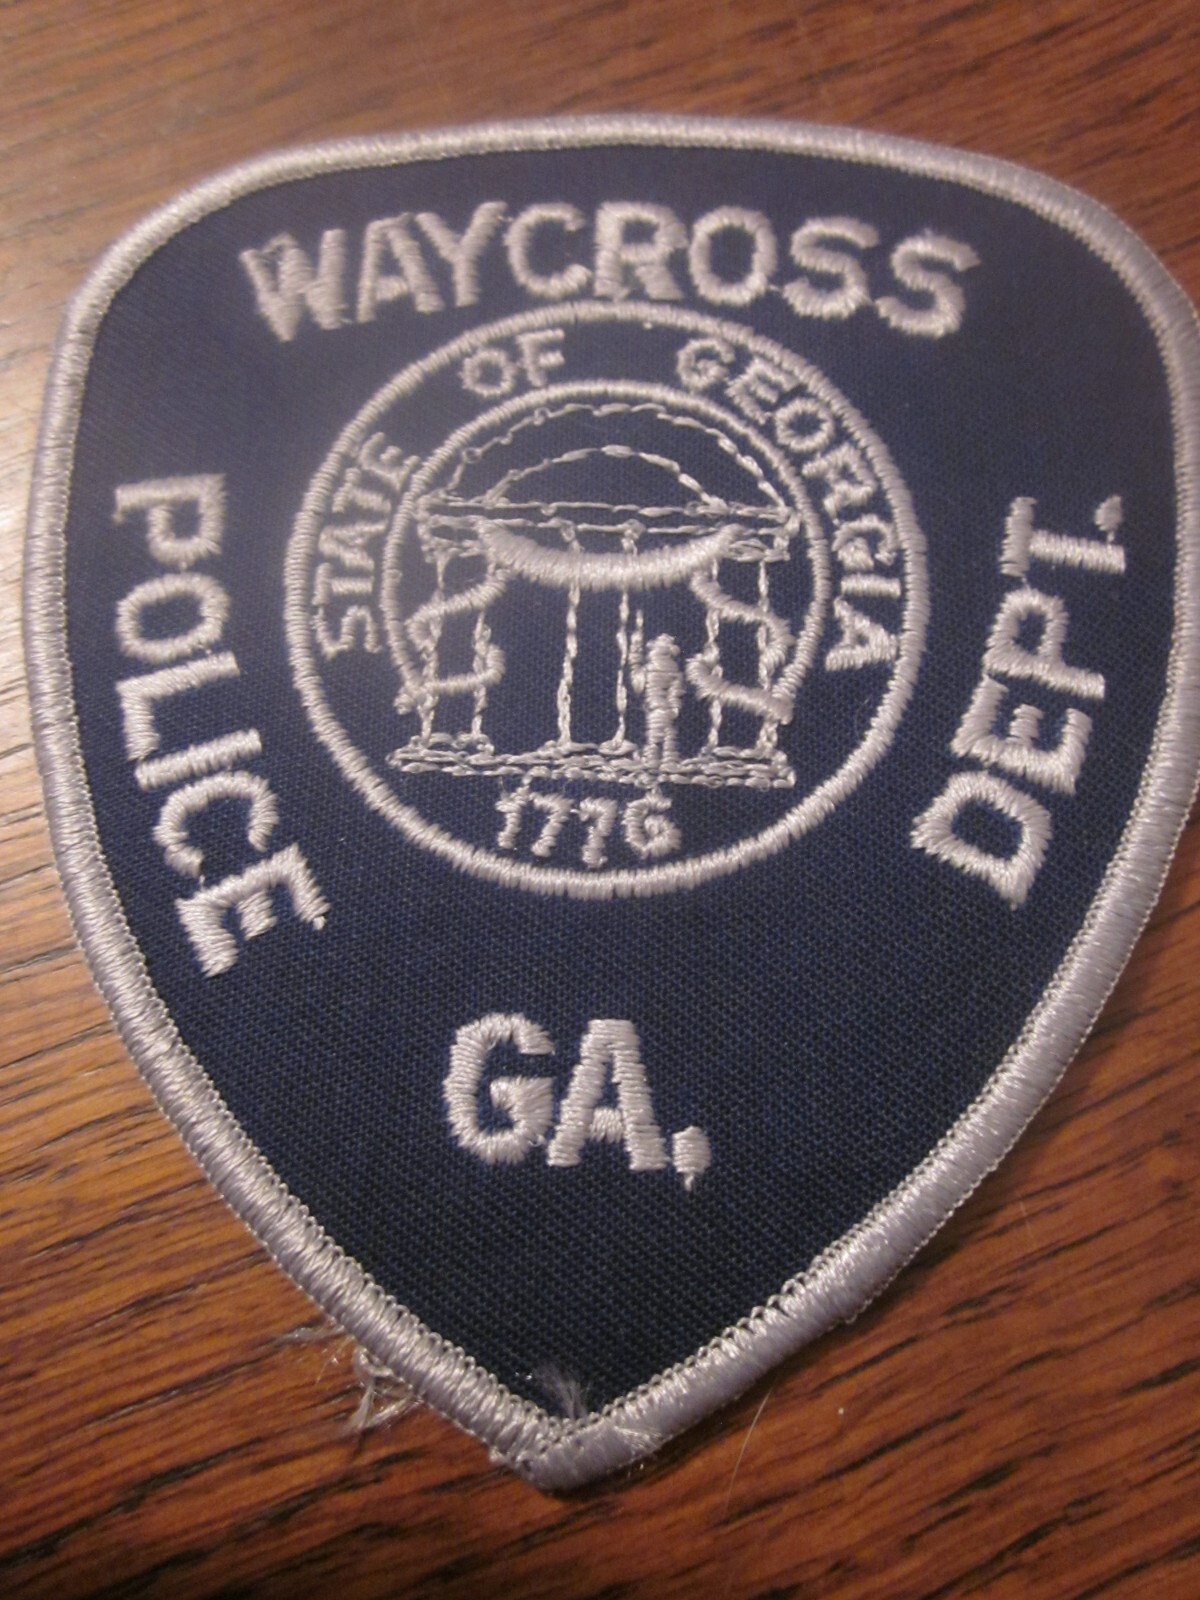 WAYCROSS
POLICE
DEPT.
STATE OF GEORGIA
1776
GA.